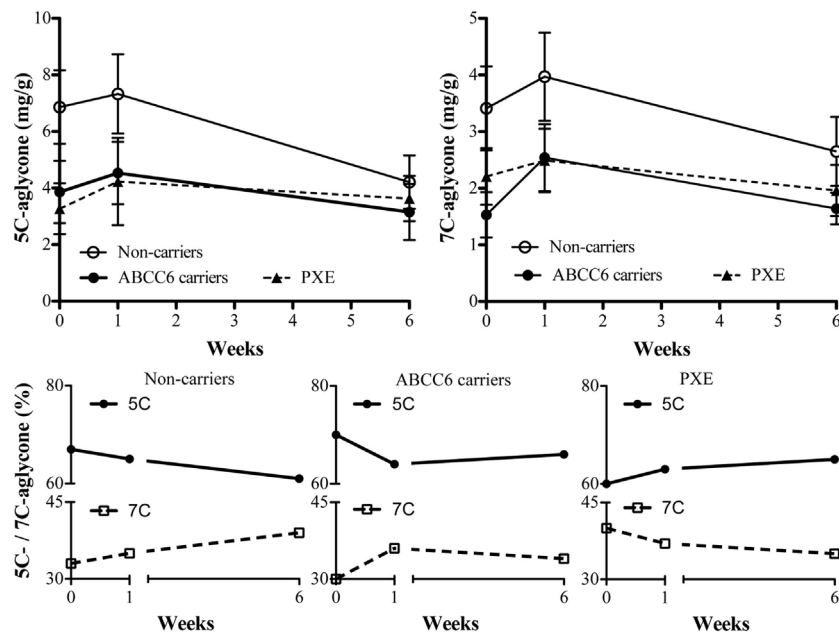 10
8
6
4
2
0
5C-aglycone (mg/g)
Non-carriers
ABCC6 carriers
PXE
0 1 2 3 4 5 6
Weeks
5
4
3
2
1
0
7C-aglycone (mg/g)
Non-carriers
ABCC6 carriers
PXE
0 1 2 3 4 5 6
Weeks
5C- / 7C-aglycone (%)
Non-carriers
80
5C
60
45
7C
30
0 1 6
Weeks
ABCC6 carriers
80
5C
60
45
7C
30
0 1 6
Weeks
PXE
80
5C
60
45
7C
30
0 1 6
Weeks